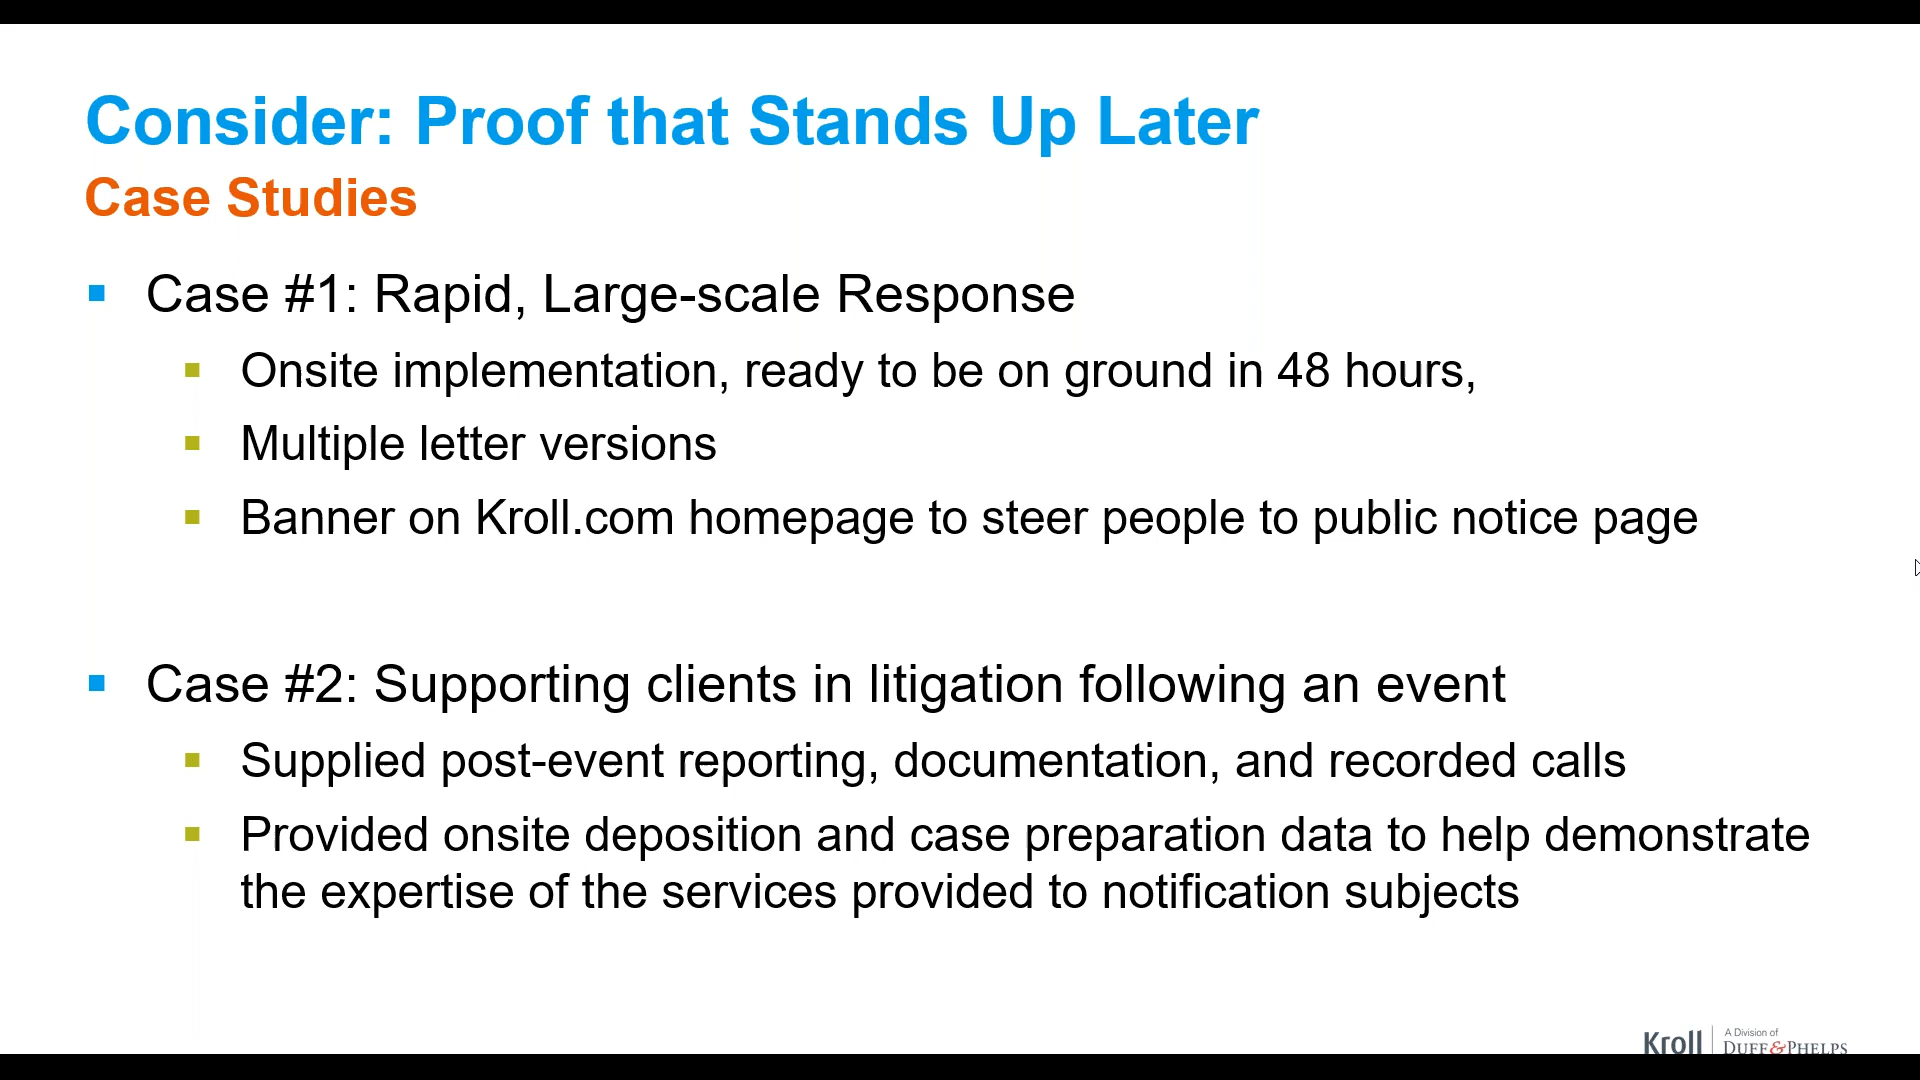 Consider: Proof that Stands Up Later
Case Studies
Case #1: Rapid, Large-scale Response
Onsite implementation, ready to be on ground in 48 hours,
Multiple letter versions
Banner on Kroll.com homepage to steer people to public notice page
Case #2: Supporting clients in litigation following an event
Supplied post-event reporting, documentation, and recorded calls
Provided onsite deposition and case preparation data to help demonstrate
the expertise of the services provided to notification subjects
Kroll
A Division of
DUFF&PHELPS